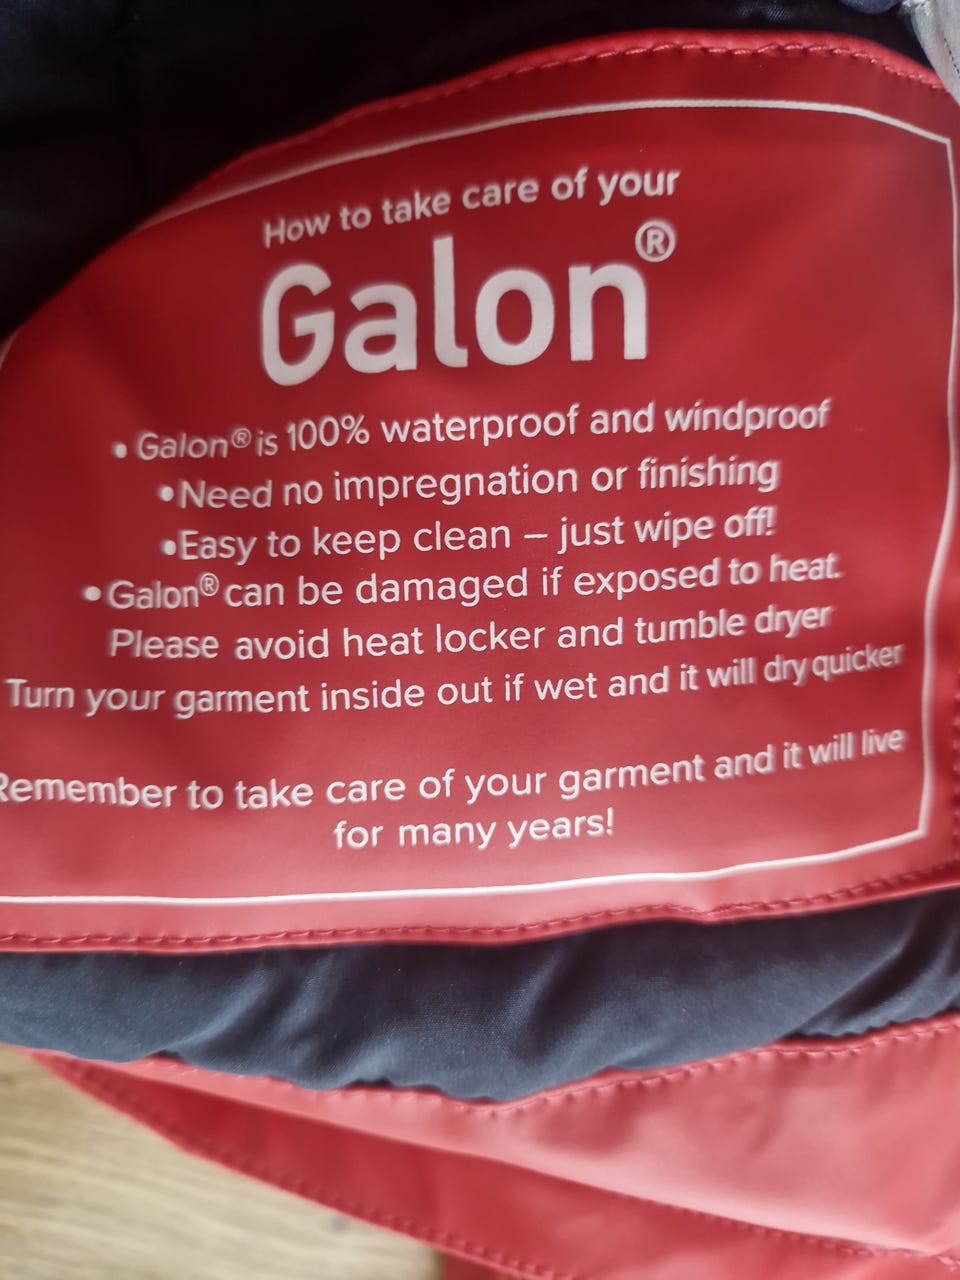 How to take care of your
Galon®
• Galon® is 100% waterproof and windproof
•Need no impregnation or finishing
•Easy to keep clean – just wipe off!
•Galon® can be damaged if exposed to heat.
Please avoid heat locker and tumble dryer
Turn your garment inside out if wet and it will dry quicker
Remember to take care of your garment and it will live
for many years!